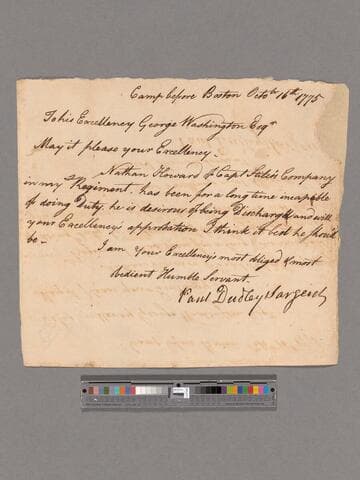 Camp before Boston Octobr 16th 1775
To his Excellency George Washington Esqr
May it please your Excellency.
Nathan Howard of Capt Stiles Company
in my Regiment has been for a long time incapable
of doing Duty. he is desirous of being Discharged and with
your Excellency's approbation I think it best he should
be-
I am Your Excellency's most obliged & most
obedient Humble Servant.
Paul Dudley Sargent